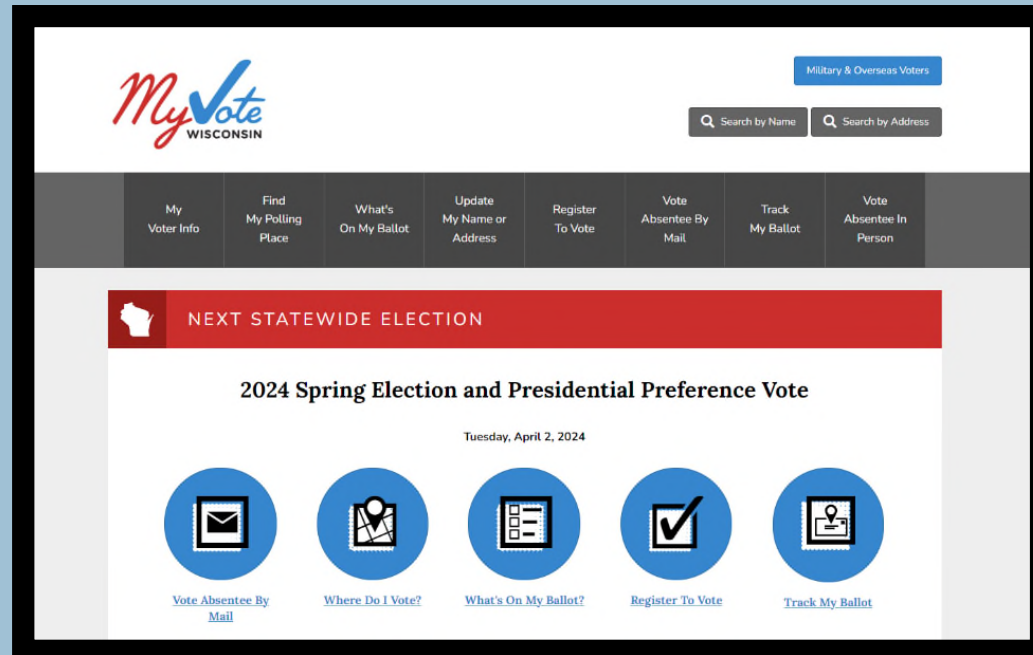 MyVote
WISCONSIN
Military & Overseas Voters
Search by Name
Search by Address
My
Voter Info
Find
My Polling
Place
What's
On My Ballot
Update
My Name or
Address
Register
To Vote
Vote
Absentee By
Mail
Track
My Ballot
Vote
Absentee In
Person
NEXT STATEWIDE ELECTION
2024 Spring Election and Presidential Preference Vote
Tuesday, April 2, 2024
Vote Absentee By
Mail
Where Do I Vote?
What's On My Ballot?
Register To Vote
Track My Ballot